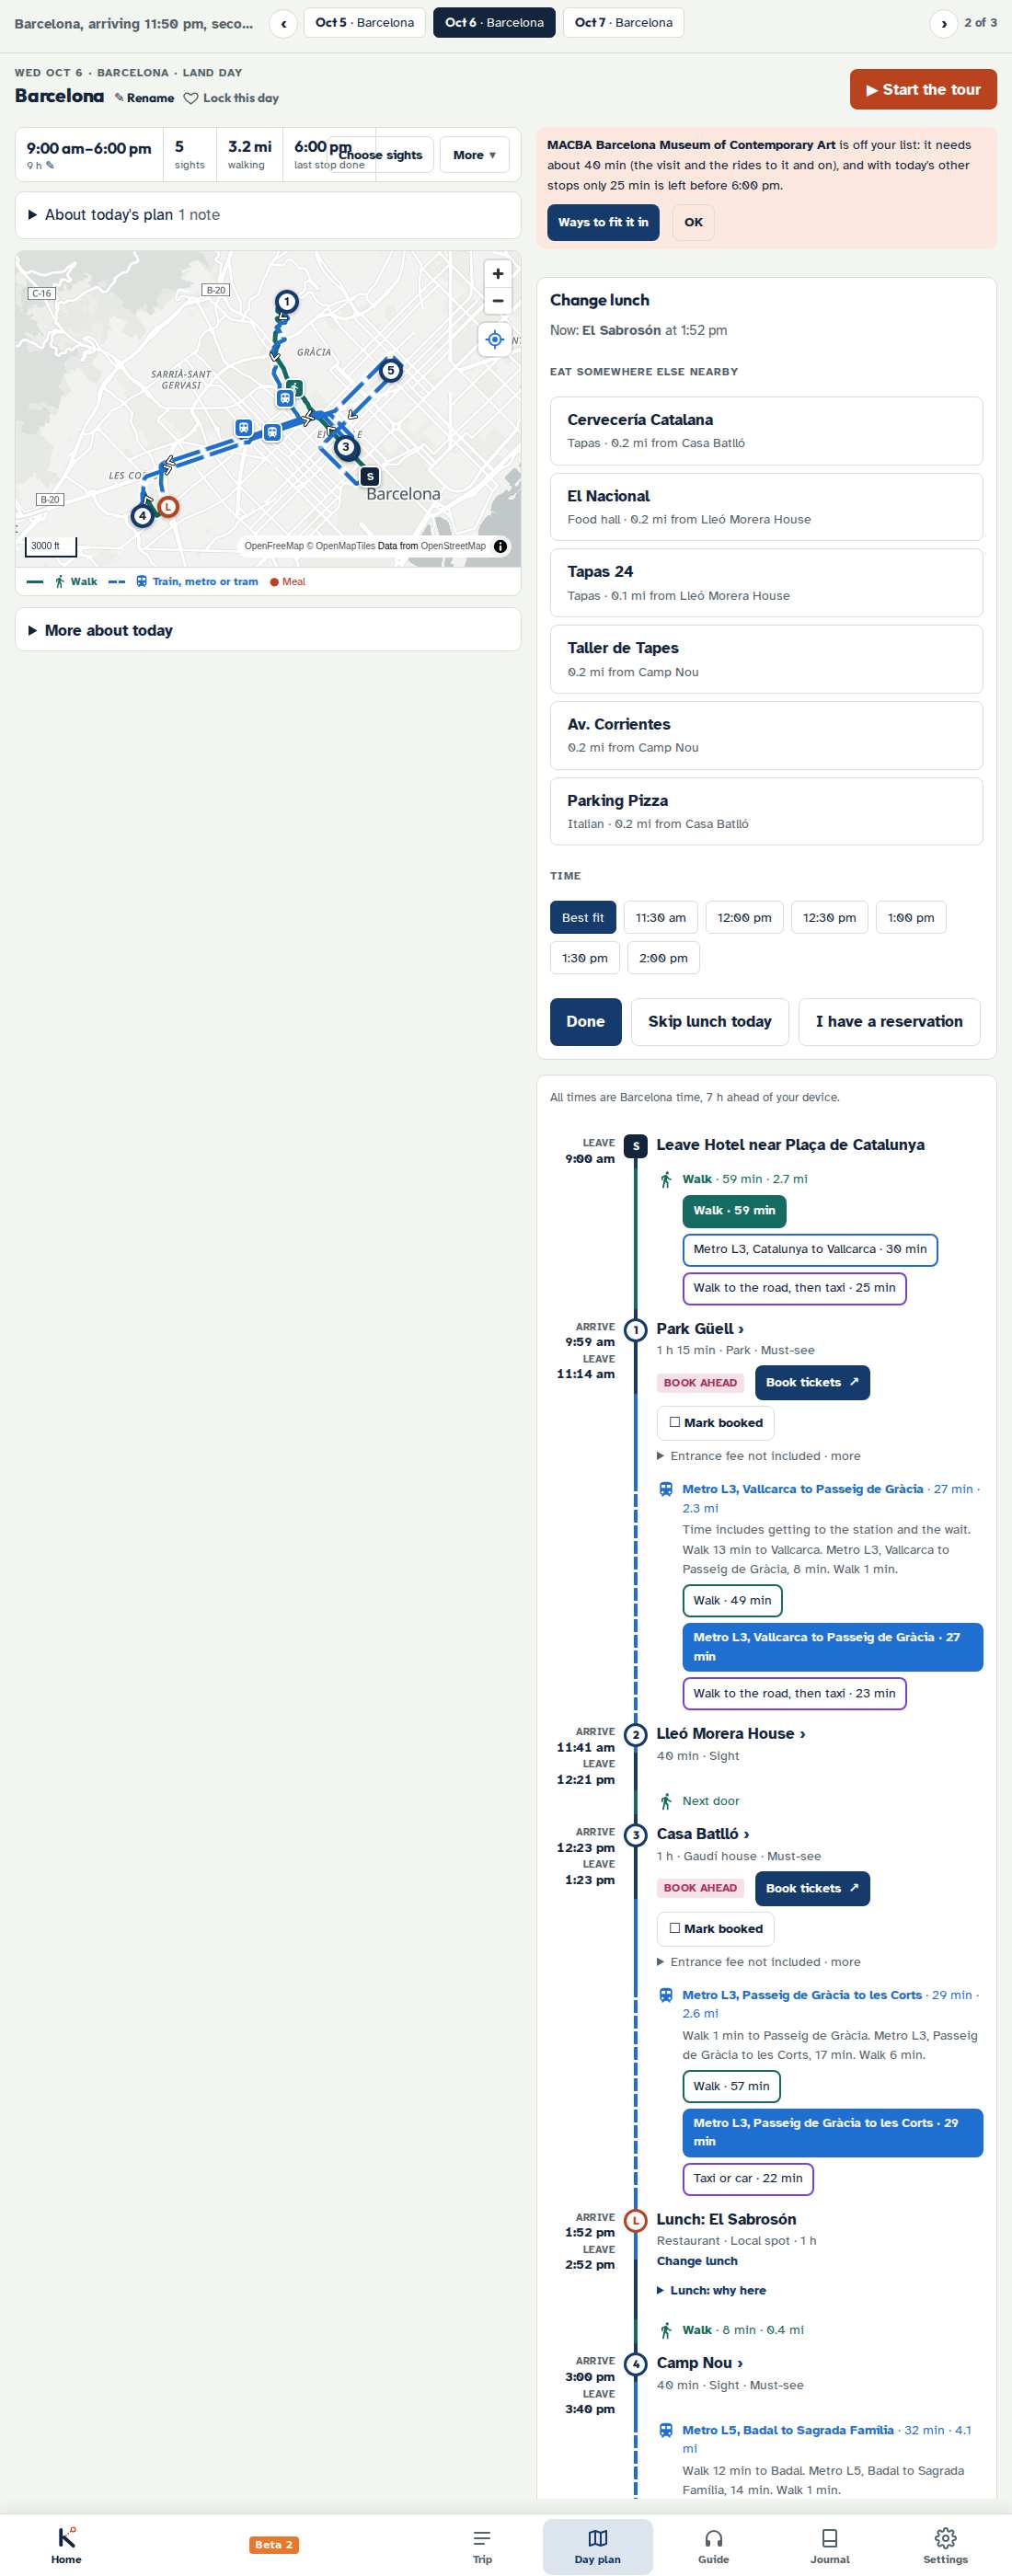 Barcelona, arriving 11:50 pm, seco...
‹
Oct 5 · Barcelona
Oct 6 · Barcelona
Oct 7 · Barcelona
›
2 of 3
WED OCT 6 · BARCELONA · LAND DAY
Barcelona
✎ Rename
Lock this day
▶ Start the tour
9:00 am–6:00 pm
9 h ✎
5
sights
3.2 mi
walking
6:00 pm
last stop done
Choose sights
More ▾
▶ About today's plan 1 note
C-16
B-20
1
GRÀCIA
SARRIÀ-SANT
GERVASI
5
3
S
Barcelona
B-20
4
L
+
−
3000 ft
OpenFreeMap © OpenMapTiles Data from OpenStreetMap
Walk
Train, metro or tram
Meal
▶ More about today
MACBA Barcelona Museum of Contemporary Art is off your list: it needs
about 40 min (the visit and the rides to it and on), and with today's other
stops only 25 min is left before 6:00 pm.
Ways to fit it in
OK
Change lunch
Now: El Sabrosón at 1:52 pm
EAT SOMEWHERE ELSE NEARBY
Cervecería Catalana
Tapas · 0.2 mi from Casa Batlló
El Nacional
Food hall · 0.2 mi from Lleó Morera House
Tapas 24
Tapas · 0.1 mi from Lleó Morera House
Taller de Tapes
0.2 mi from Camp Nou
Av. Corrientes
0.2 mi from Camp Nou
Parking Pizza
Italian · 0.2 mi from Casa Batlló
TIME
Best fit
11:30 am
12:00 pm
12:30 pm
1:00 pm
1:30 pm
2:00 pm
Done
Skip lunch today
I have a reservation
All times are Barcelona time, 7 h ahead of your device.
LEAVE
9:00 am
S
Leave Hotel near Plaça de Catalunya
Walk · 59 min · 2.7 mi
Walk · 59 min
Metro L3, Catalunya to Vallcarca · 30 min
Walk to the road, then taxi · 25 min
ARRIVE
9:59 am
LEAVE
11:14 am
1
Park Güell ›
1 h 15 min · Park · Must-see
BOOK AHEAD
Book tickets ↗
☐ Mark booked
▶ Entrance fee not included · more
Metro L3, Vallcarca to Passeig de Gràcia · 27 min ·
2.3 mi
Time includes getting to the station and the wait.
Walk 13 min to Vallcarca. Metro L3, Vallcarca to
Passeig de Gràcia, 8 min. Walk 1 min.
Walk · 49 min
Metro L3, Vallcarca to Passeig de Gràcia · 27
min
Walk to the road, then taxi · 23 min
ARRIVE
11:41 am
LEAVE
12:21 pm
2
Lleó Morera House ›
40 min · Sight
Next door
ARRIVE
12:23 pm
LEAVE
1:23 pm
3
Casa Batlló ›
1 h · Gaudí house · Must-see
BOOK AHEAD
Book tickets ↗
☐ Mark booked
▶ Entrance fee not included · more
Metro L3, Passeig de Gràcia to les Corts · 29 min ·
2.6 mi
Walk 1 min to Passeig de Gràcia. Metro L3, Passeig
de Gràcia to les Corts, 17 min. Walk 6 min.
Walk · 57 min
Metro L3, Passeig de Gràcia to les Corts · 29
min
Taxi or car · 22 min
ARRIVE
1:52 pm
LEAVE
2:52 pm
L
Lunch: El Sabrosón
Restaurant · Local spot · 1 h
Change lunch
▶ Lunch: why here
Walk · 8 min · 0.4 mi
ARRIVE
3:00 pm
LEAVE
3:40 pm
4
Camp Nou ›
40 min · Sight · Must-see
Metro L5, Badal to Sagrada Família · 32 min · 4.1
mi
Walk 12 min to Badal. Metro L5, Badal to Sagrada
Família, 14 min. Walk 1 min.
Home
Beta 2
Trip
Day plan
Guide
Journal
Settings